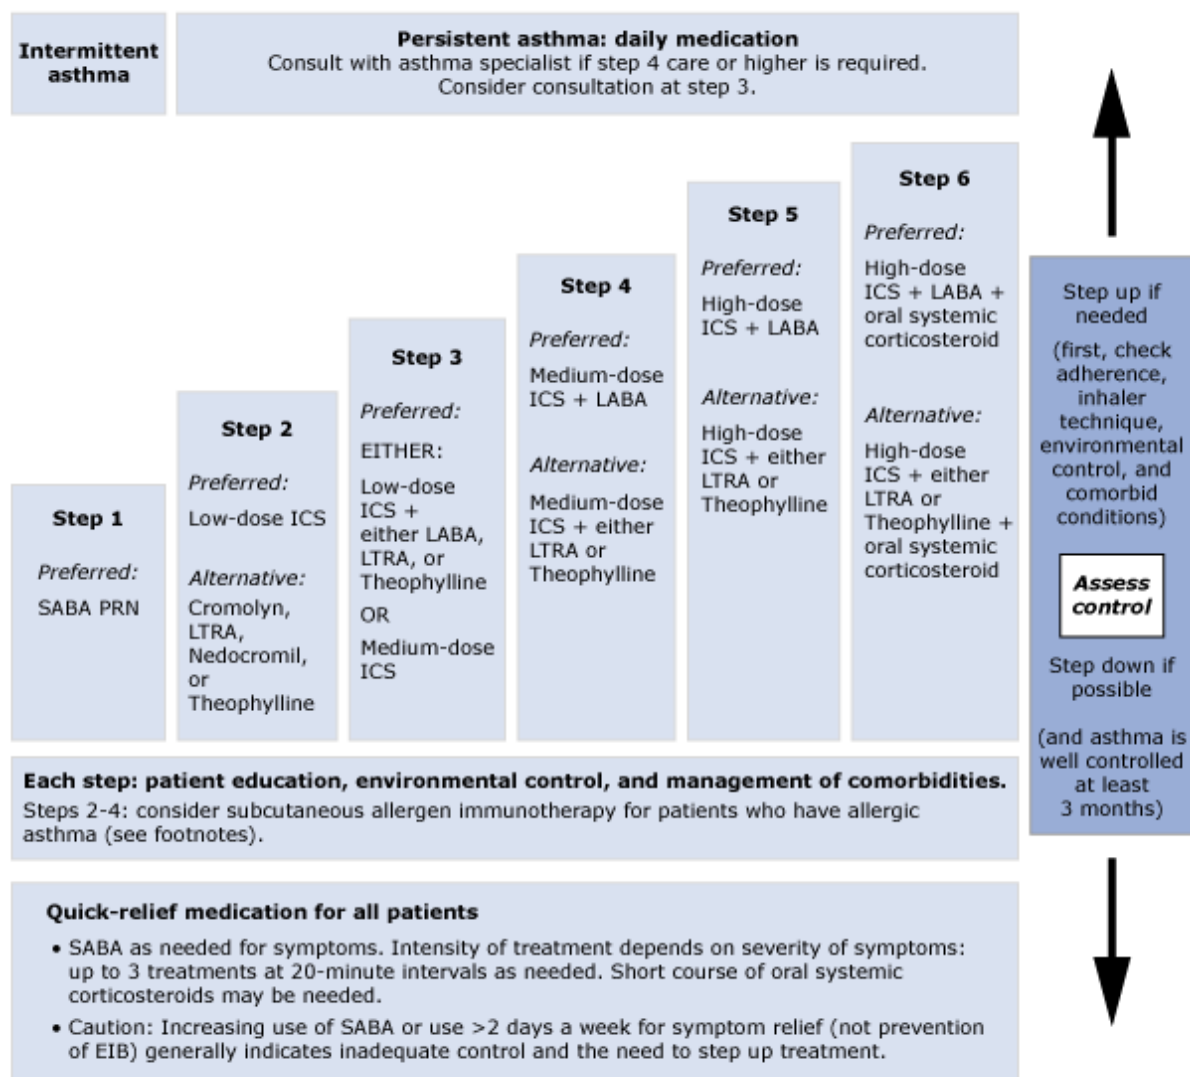 Intermittent
asthma
Persistent asthma: daily medication
Consult with asthma specialist if step 4 care or higher is required.
Consider consultation at step 3.
Step 1
Preferred:
SABA PRN
Step 2
Preferred:
Low-dose ICS
Alternative:
Cromolyn,
LTRA,
Nedocromil,
or
Theophylline
Step 3
Preferred:
EITHER:
Low-dose
ICS +
either LABA,
LTRA, or
Theophylline
OR
Medium-dose
ICS
Step 4
Preferred:
Medium-dose
ICS + LABA
Alternative:
Medium-dose
ICS + either
LTRA or
Theophylline
Step 5
Preferred:
High-dose
ICS + LABA
Alternative:
High-dose
ICS + either
LTRA or
Theophylline
Step 6
Preferred:
High-dose
ICS + LABA +
oral systemic
corticosteroid
Alternative:
High-dose
ICS + either
LTRA or
Theophylline +
oral systemic
corticosteroid
Step up if
needed
(first, check
adherence,
inhaler
technique,
environmental
control, and
comorbid
conditions)
Assess
control
Step down if
possible
(and asthma is
well controlled
at least
3 months)
Each step: patient education, environmental control, and management of comorbidities.
Steps 2-4: consider subcutaneous allergen immunotherapy for patients who have allergic
asthma (see footnotes).
Quick-relief medication for all patients
• SABA as needed for symptoms. Intensity of treatment depends on severity of symptoms:
up to 3 treatments at 20-minute intervals as needed. Short course of oral systemic
corticosteroids may be needed.
• Caution: Increasing use of SABA or use >2 days a week for symptom relief (not prevention
of EIB) generally indicates inadequate control and the need to step up treatment.